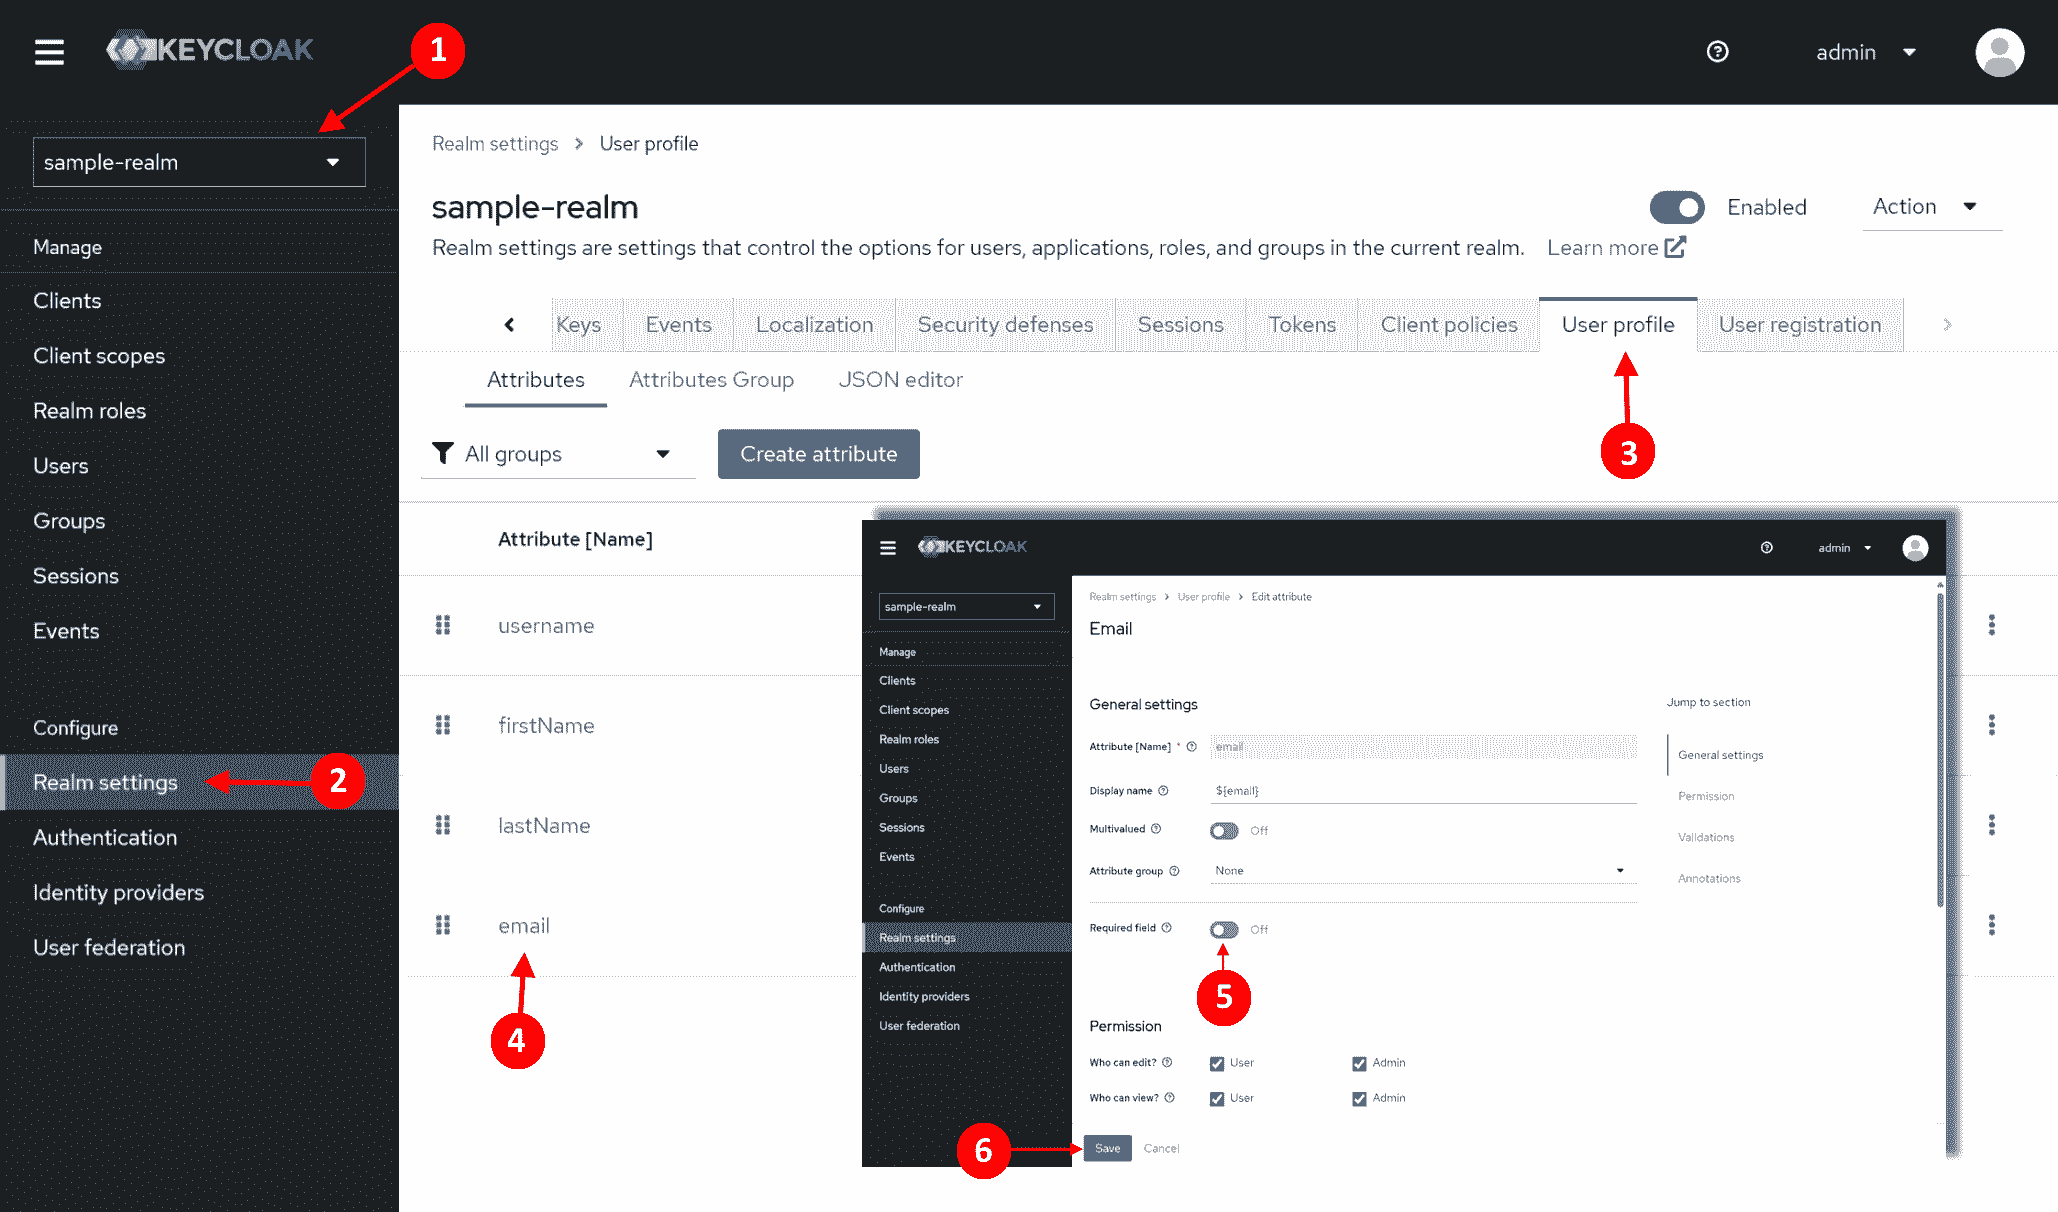 KEYCLOAK
1
admin
sample-realm
Manage
Clients
Client scopes
Realm roles
Users
Groups
Sessions
Events
Configure
Realm settings
2
Authentication
Identity providers
User federation
Realm settings > User profile
sample-realm
Enabled
Action
Realm settings are settings that control the options for users, applications, roles, and groups in the current realm. Learn more
Keys Events Localization Security defenses Sessions Tokens Client policies User profile User registration
Attributes Attributes Group JSON editor
3
All groups
Create attribute
Attribute [Name]
username
firstName
lastName
email
4
KEYCLOAK
admin
sample-realm
Manage
Clients
Client scopes
Realm roles
Users
Groups
Sessions
Events
Configure
Realm settings
Authentication
Identity providers
User federation
Realm settings > User profile > Edit attribute
Email
General settings
Attribute [Name] * email
Display name ${email}
Multivalued Off
Attribute group None
Required field Off
5
Permission
Who can edit? User Admin
Who can view? User Admin
6
Save Cancel
Jump to section
General settings
Permission
Validations
Annotations